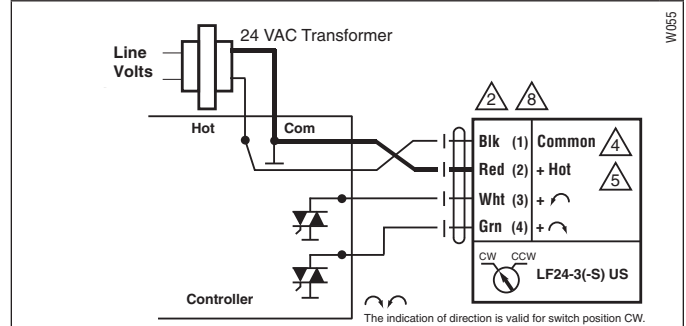 W055
24 VAC Transformer
Line
Volts
Hot Com
2 8
Blk (1) Common 4
Red (2) + Hot 5
Wht (3) +
Grn (4) +
CW CCW
LF24-3(-S) US
Controller
The indication of direction is valid for switch position CW.